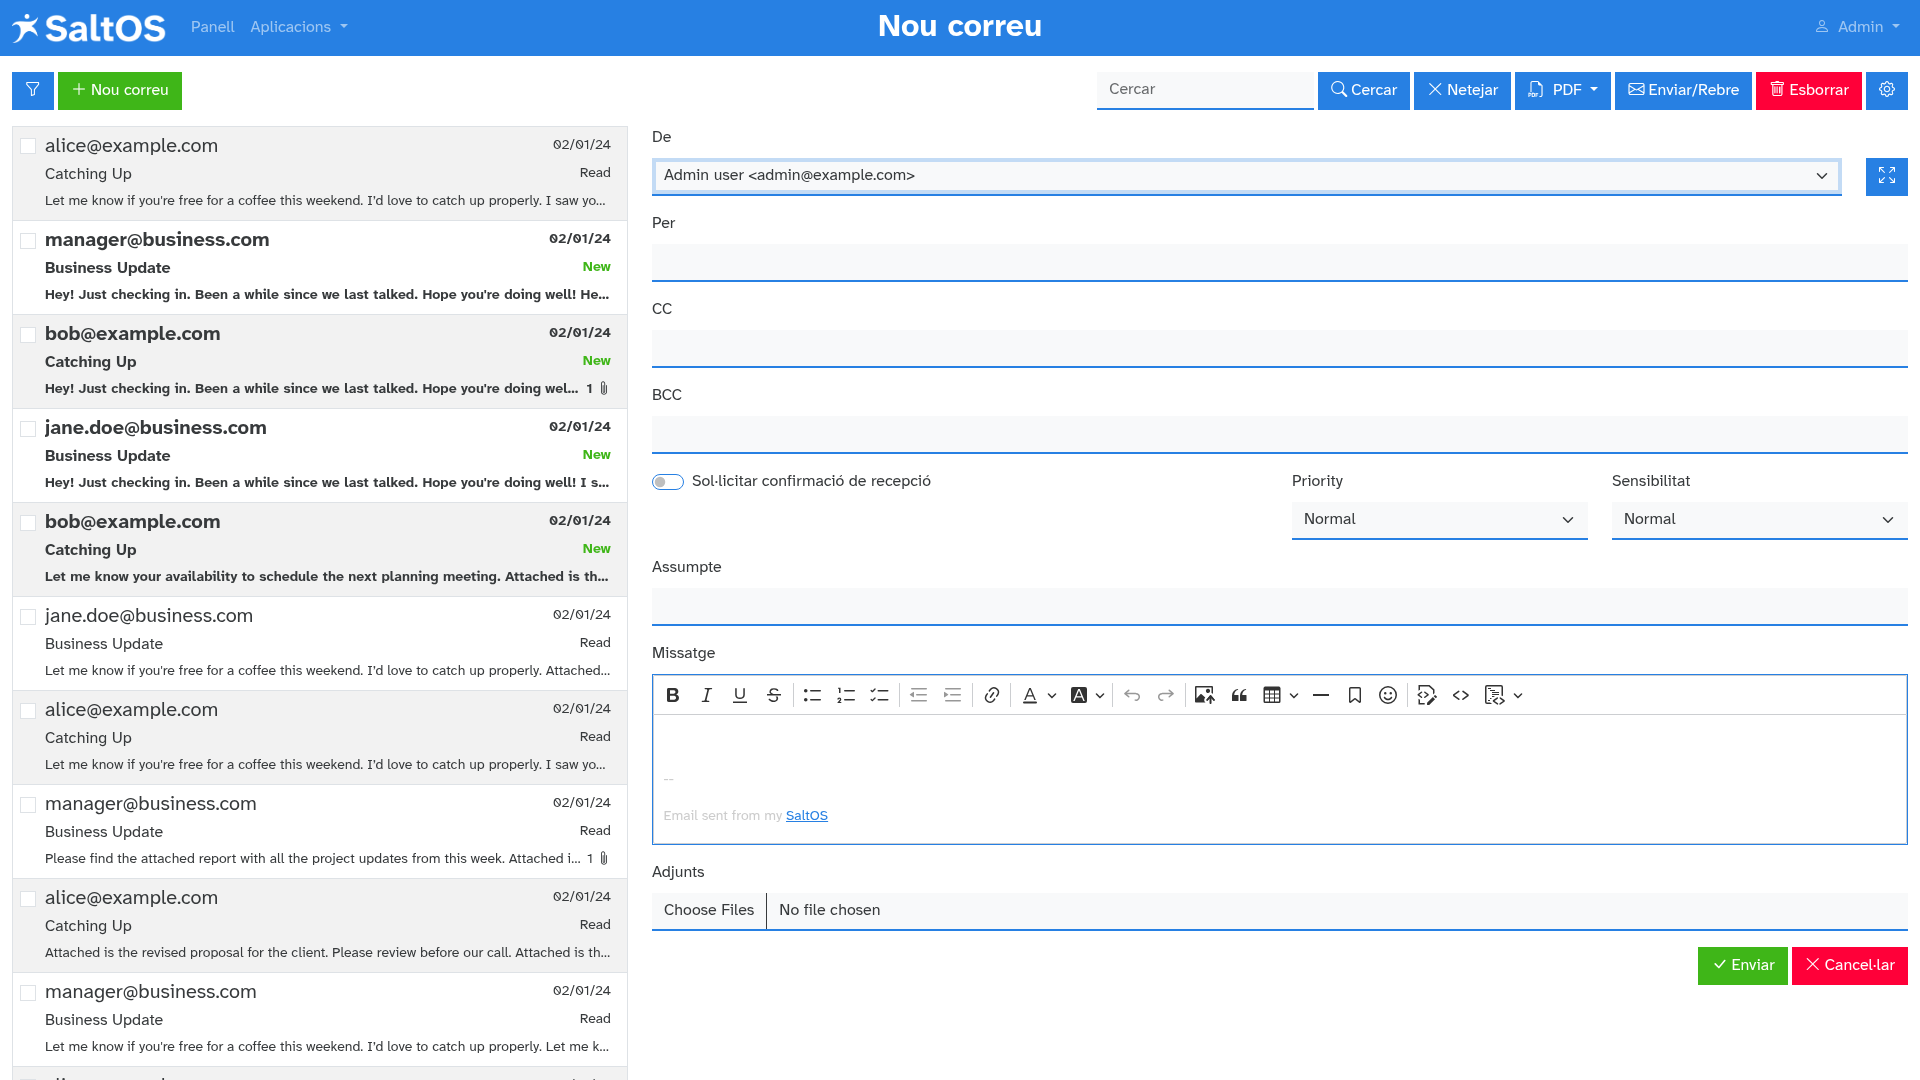 SaltOS
Panell
Aplicacions
Nou correu
Admin
Nou correu
Cercar
Cercar
Netejar
PDF
Enviar/Rebre
Esborrar
alice@example.com 02/01/24
Catching Up Read
Let me know if you're free for a coffee this weekend. I'd love to catch up properly. I saw yo...
manager@business.com 02/01/24
Business Update New
Hey! Just checking in. Been a while since we last talked. Hope you're doing well! He...
bob@example.com 02/01/24
Catching Up New
Hey! Just checking in. Been a while since we last talked. Hope you're doing wel... 1
jane.doe@business.com 02/01/24
Business Update New
Hey! Just checking in. Been a while since we last talked. Hope you're doing well! I s...
bob@example.com 02/01/24
Catching Up New
Let me know your availability to schedule the next planning meeting. Attached is th...
jane.doe@business.com 02/01/24
Business Update Read
Let me know if you're free for a coffee this weekend. I'd love to catch up properly. Attached...
alice@example.com 02/01/24
Catching Up Read
Let me know if you're free for a coffee this weekend. I'd love to catch up properly. I saw yo...
manager@business.com 02/01/24
Business Update Read
Please find the attached report with all the project updates from this week. Attached i... 1
alice@example.com 02/01/24
Catching Up Read
Attached is the revised proposal for the client. Please review before our call. Attached is th...
manager@business.com 02/01/24
Business Update Read
Let me know if you're free for a coffee this weekend. I'd love to catch up properly. Let me k...
De
Admin user <admin@example.com>
Per
CC
BCC
Sol·licitar confirmació de recepció
Priority
Normal
Sensibilitat
Normal
Assumpte
Missatge
--
Email sent from my SaltOS
Adjunts
Choose Files No file chosen
Enviar
Cancel·lar